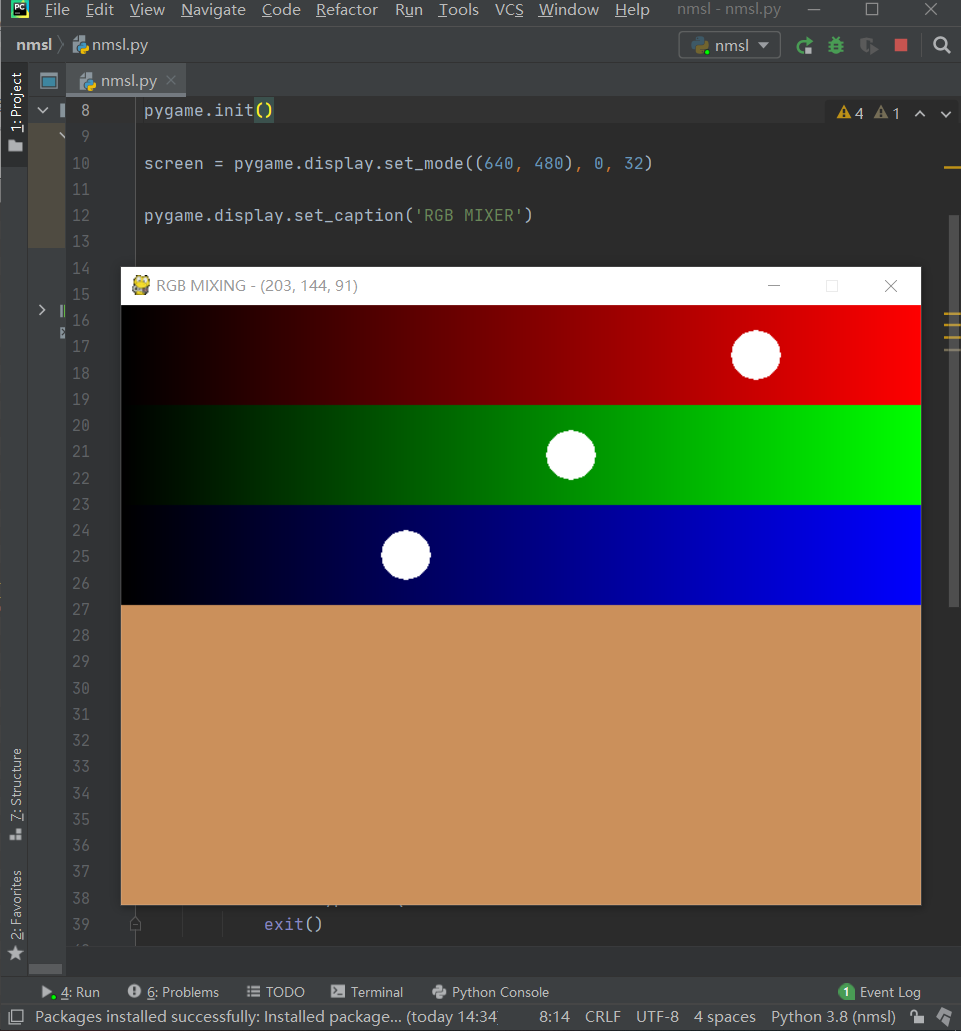 PC File Edit View Navigate Code Refactor Run Tools VCS Window Help nmsl - nmsl.py
nmsl nmsl.py nmsl
1: Project
nmsl.py
8 pygame.init() 4 1
9
10 screen = pygame.display.set_mode((640, 480), 0, 32)
11
12 pygame.display.set_caption('RGB MIXER')
13
14
RGB MIXING - (203, 144, 91)
15
16
17
18
19
20
21
22
23
24
25
26
27
28
29
30
31
32
33
34
35
36
37
38
39 exit()
7: Structure
2: Favorites
4: Run 6: Problems TODO Terminal Python Console 1 Event Log
Packages installed successfully: Installed package... (today 14:34) 8:14 CRLF UTF-8 4 spaces Python 3.8 (nmsl)